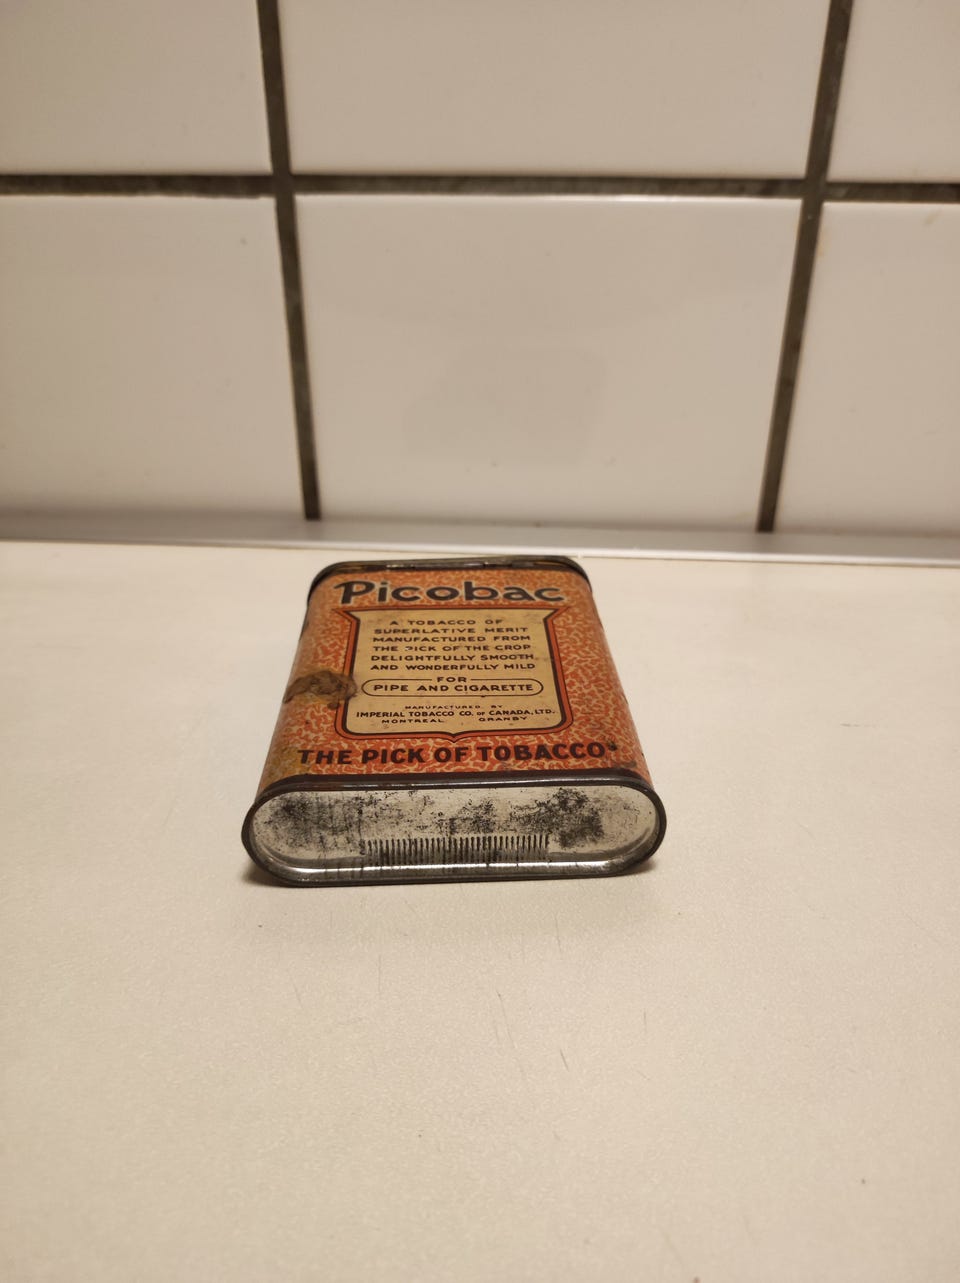 Picobac
A TOBACCO OF
SUPERLATIVE MERIT
MANUFACTURED FROM
THE PICK OF THE CROP
DELIGHTFULLY SMOOTH
AND WONDERFULLY MILD
FOR
PIPE AND CIGARETTE
MANUFACTURED BY
IMPERIAL TOBACCO CO. OF CANADA, LTD.
MONTREAL GRANBY
THE PICK OF TOBACCO